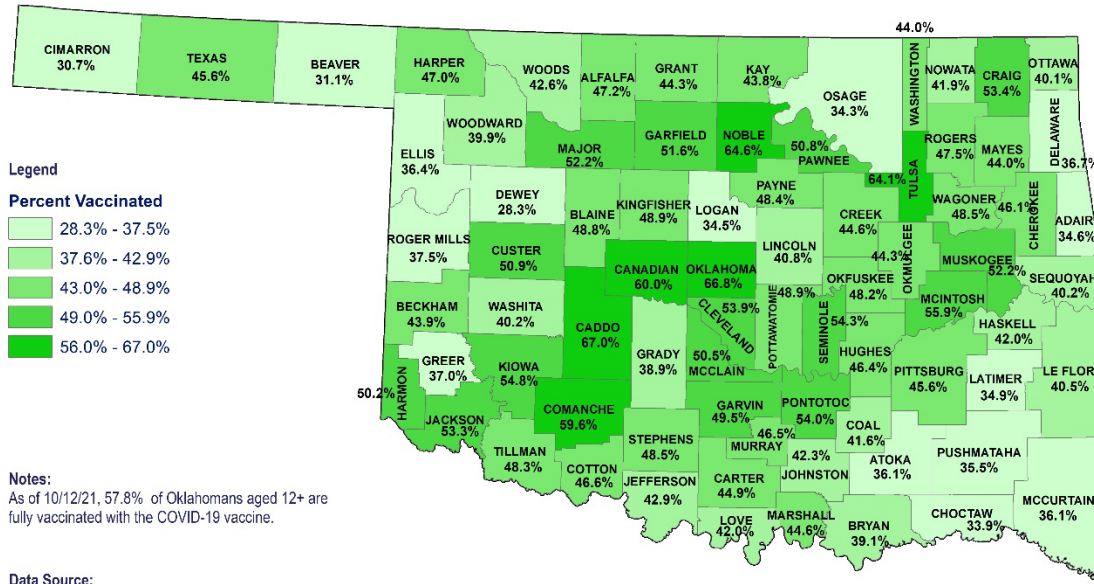 44.0%
CIMARRON
30.7%
TEXAS
45.6%
BEAVER
31.1%
HARPER
47.0%
WOODS
42.6%
ALFALFA
47.2%
GRANT
44.3%
KAY
43.8%
OSAGE
34.3%
WASHINGTON
NOWATA
41.9%
CRAIG
53.4%
OTTAWA
40.1%
DELAWARE
36.7%
ELLIS
36.4%
WOODWARD
39.9%
MAJOR
52.2%
GARFIELD
51.6%
NOBLE
64.6%
50.8%
PAWNEE
64.1%
TULSA
ROGERS
47.5%
MAYES
44.0%
Legend
Percent Vaccinated
28.3% - 37.5%
37.6% - 42.9%
43.0% - 48.9%
49.0% - 55.9%
56.0% - 67.0%
DEWEY
28.3%
BLAINE
48.8%
KINGFISHER
48.9%
LOGAN
34.5%
PAYNE
48.4%
CREEK
44.6%
WAGONER
48.5%
46.1%
CHEROKEE
ADAIR
34.6%
ROGER MILLS
37.5%
CUSTER
50.9%
CANADIAN
60.0%
OKLAHOMA
66.8%
LINCOLN
40.8%
44.3%
OKMULGEE
MUSKOGEE
52.2%
SEQUOYAH
40.2%
BECKHAM
43.9%
WASHITA
40.2%
CADDO
67.0%
53.9%
CLEVELAND
48.9%
POTTAWATOMIE
SEMINOLE
54.3%
OKFUSKEE
48.2%
MCINTOSH
55.9%
HASKELL
42.0%
GREER
37.0%
KIOWA
54.8%
GRADY
38.9%
50.5%
MCCLAIN
HUGHES
46.4%
PITTSBURG
45.6%
LATIMER
34.9%
LE FLOR
40.5%
50.2%
HARMON
JACKSON
53.3%
COMANCHE
59.6%
GARVIN
49.5%
PONTOTOC
54.0%
COAL
41.6%
TILLMAN
48.3%
COTTON
46.6%
STEPHENS
48.5%
46.5%
MURRAY
42.3%
JOHNSTON
ATOKA
36.1%
PUSHMATAHA
35.5%
JEFFERSON
42.9%
CARTER
44.9%
LOVE
42.0%
MARSHALL
44.6%
BRYAN
39.1%
CHOCTAW
33.9%
MCCURTAIN
36.1%
Notes:
As of 10/12/21, 57.8% of Oklahomans aged 12+ are
fully vaccinated with the COVID-19 vaccine.
Data Source: